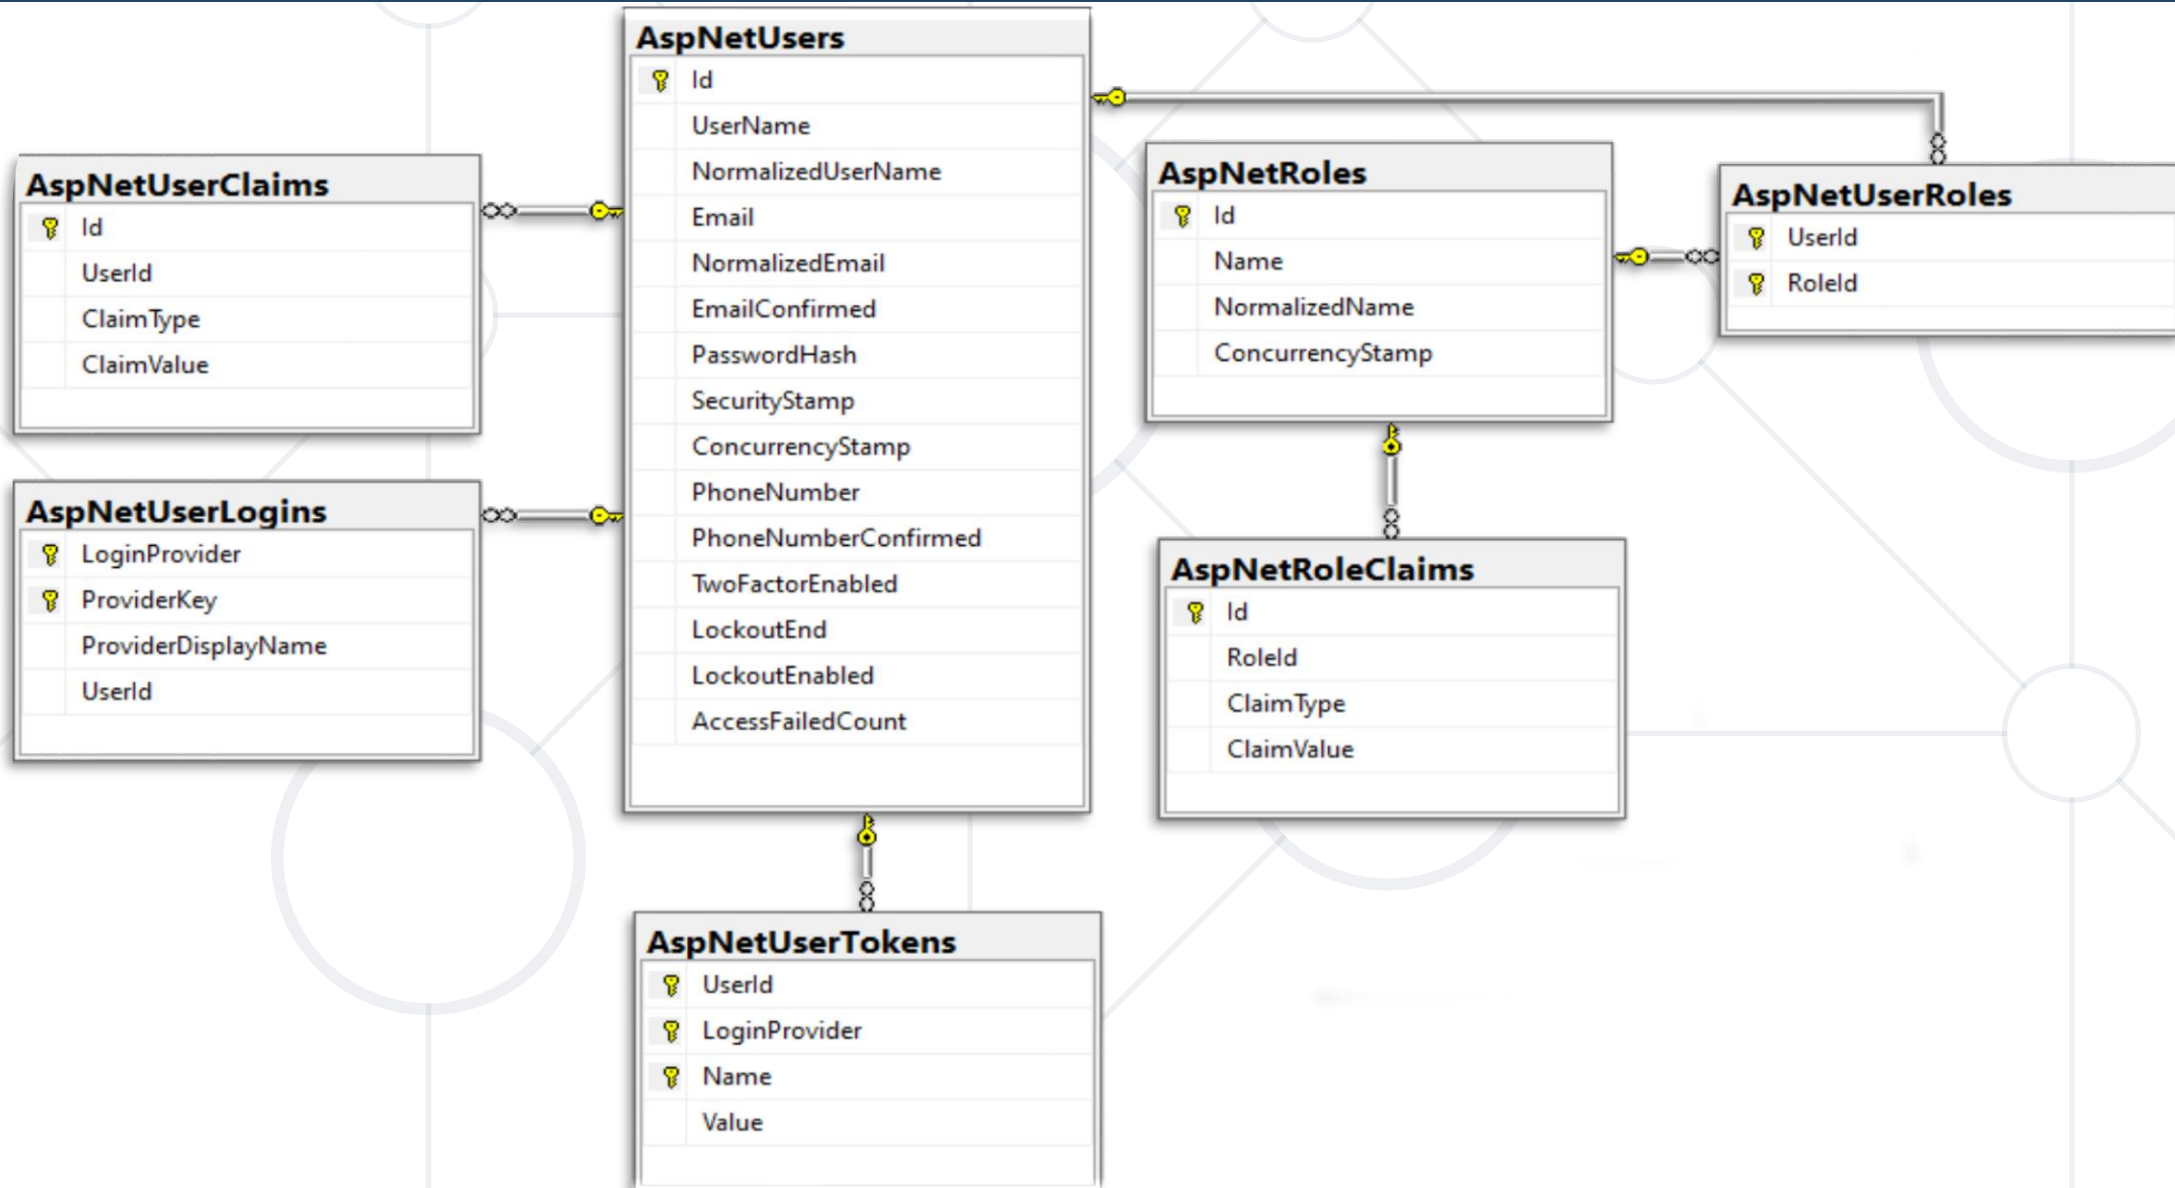 AspNetUsers
Id
UserName
NormalizedUserName
Email
NormalizedEmail
EmailConfirmed
PasswordHash
SecurityStamp
ConcurrencyStamp
PhoneNumber
PhoneNumberConfirmed
TwoFactorEnabled
LockoutEnd
LockoutEnabled
AccessFailedCount
AspNetUserClaims
Id
UserId
ClaimType
ClaimValue
AspNetUserLogins
LoginProvider
ProviderKey
ProviderDisplayName
UserId
AspNetRoles
Id
Name
NormalizedName
ConcurrencyStamp
AspNetUserRoles
UserId
RoleId
AspNetRoleClaims
Id
RoleId
ClaimType
ClaimValue
AspNetUserTokens
UserId
LoginProvider
Name
Value